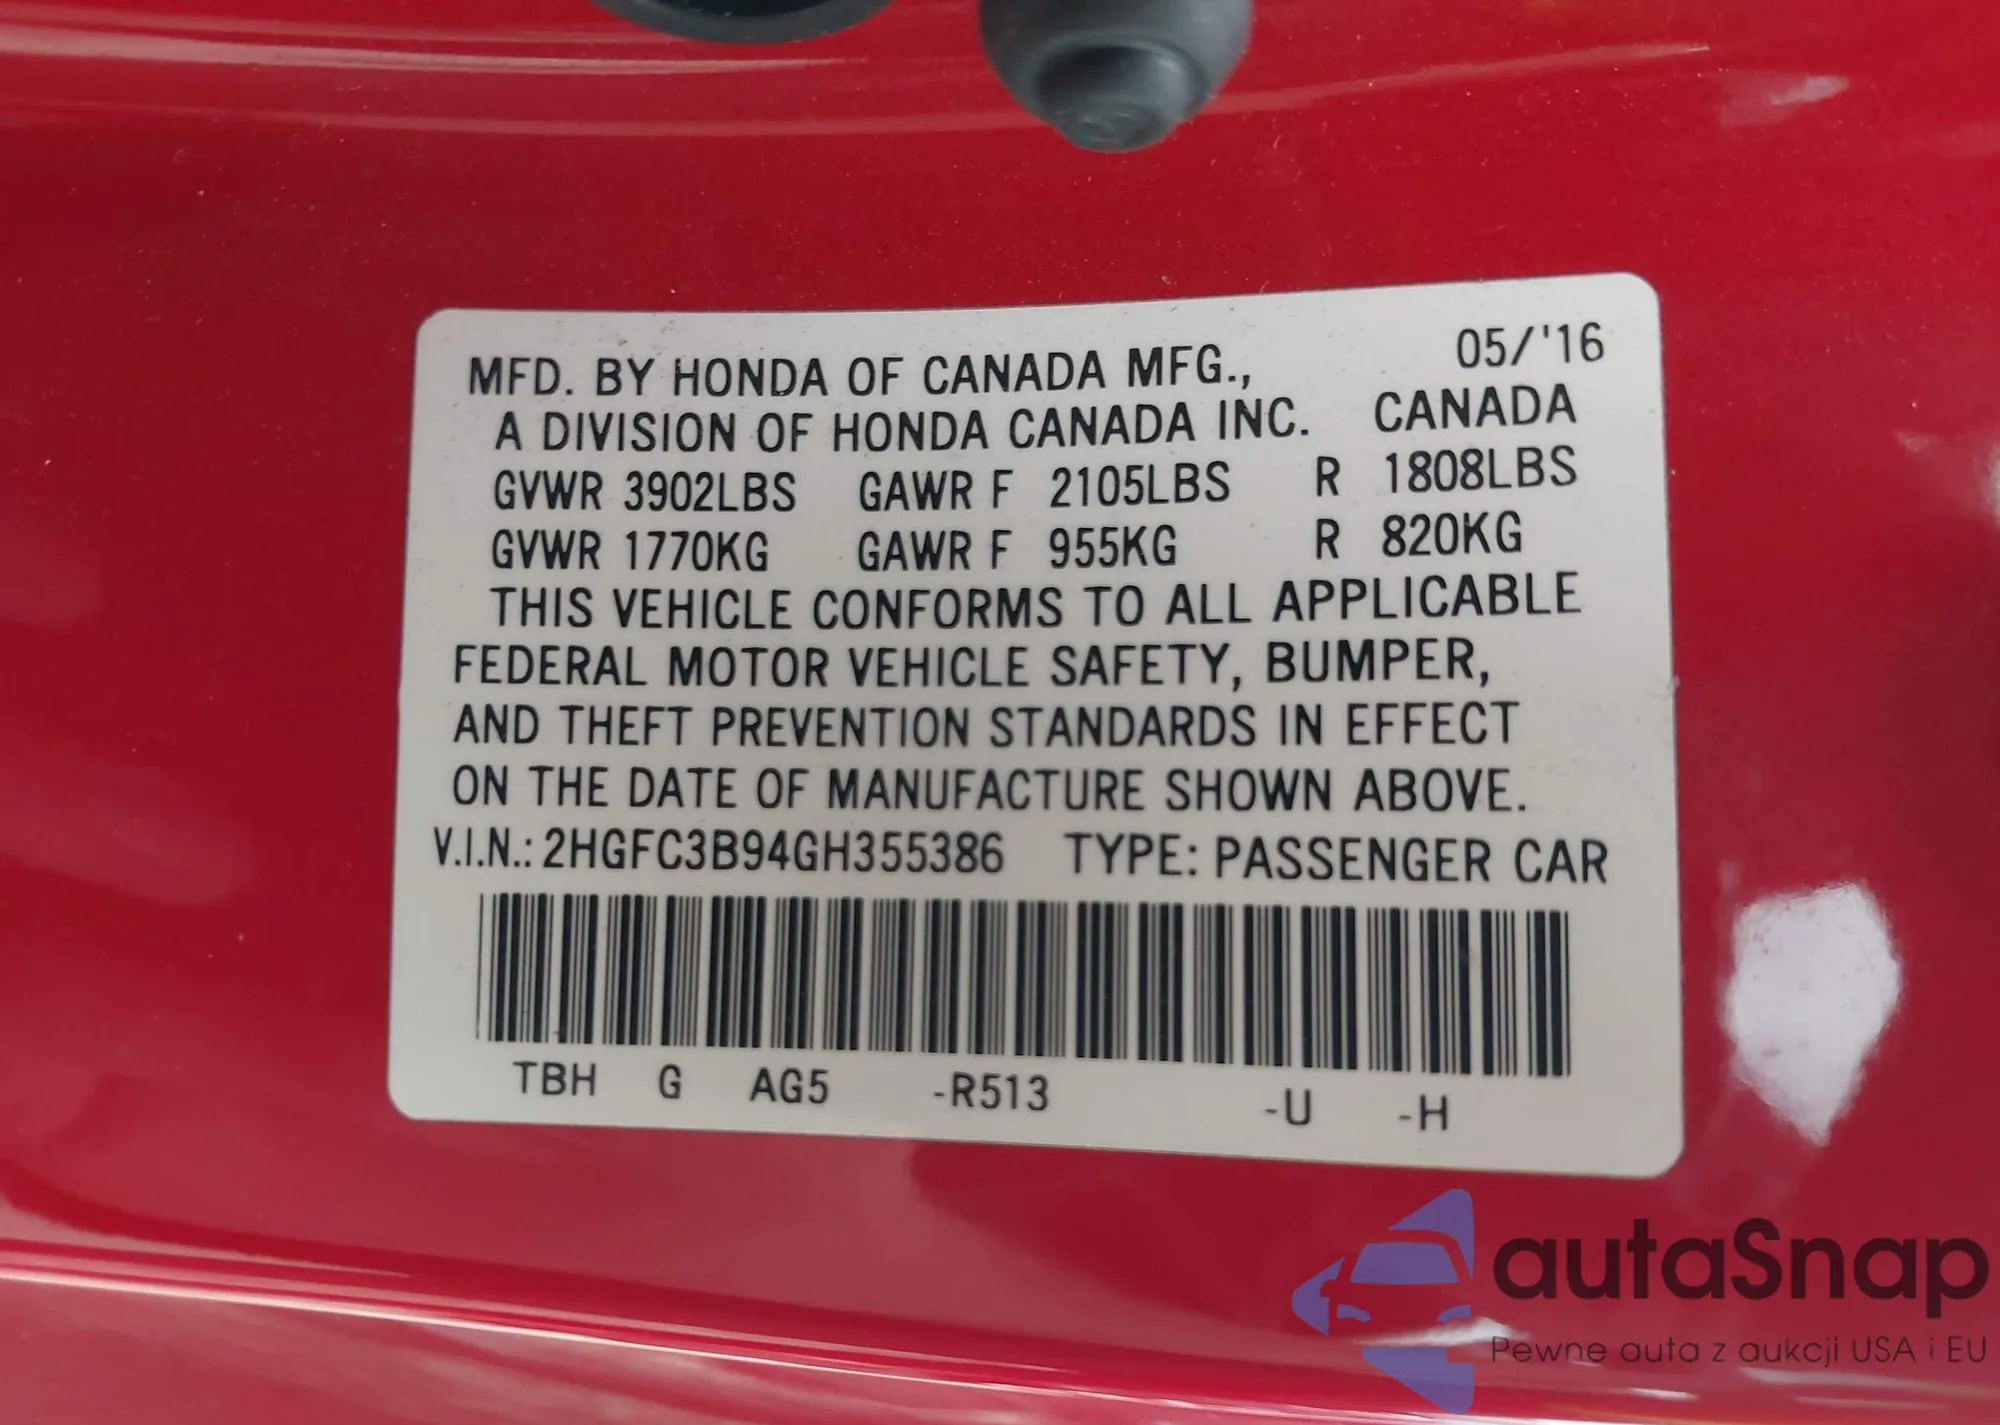 MFD. BY HONDA OF CANADA MFG., 05/'16
A DIVISION OF HONDA CANADA INC. CANADA
GVWR 3902LBS GAWR F 2105LBS R 1808LBS
GVWR 1770KG GAWR F 955KG R 820KG
THIS VEHICLE CONFORMS TO ALL APPLICABLE
FEDERAL MOTOR VEHICLE SAFETY, BUMPER,
AND THEFT PREVENTION STANDARDS IN EFFECT
ON THE DATE OF MANUFACTURE SHOWN ABOVE.
V.I.N.: 2HGFC3B94GH355386 TYPE: PASSENGER CAR
TBH G AG5 -R513 -U -H
autaSnap
Pewne auta z aukcji USA i EU